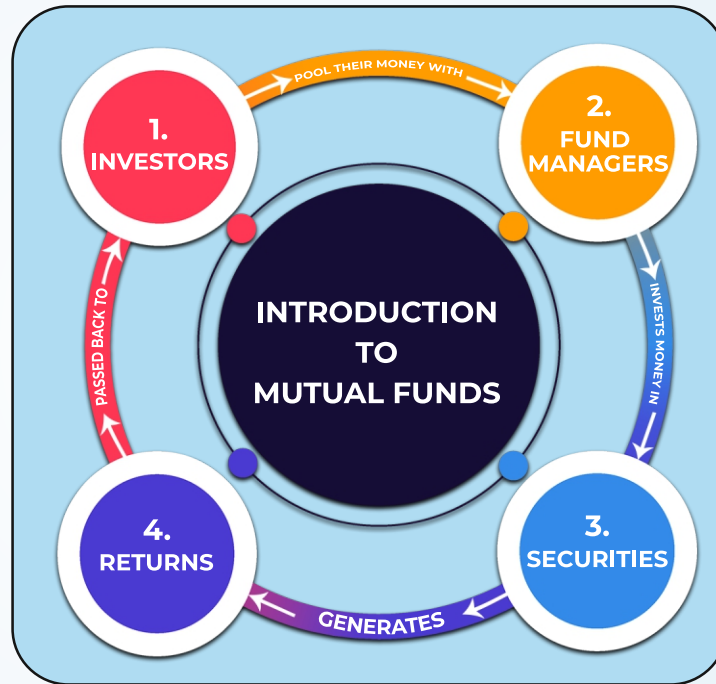 1.
INVESTORS
POOL THEIR MONEY WITH
2.
FUND
MANAGERS
INVESTS MONEY IN
3.
SECURITIES
GENERATES
4.
RETURNS
PASSED BACK TO
INTRODUCTION
TO
MUTUAL FUNDS